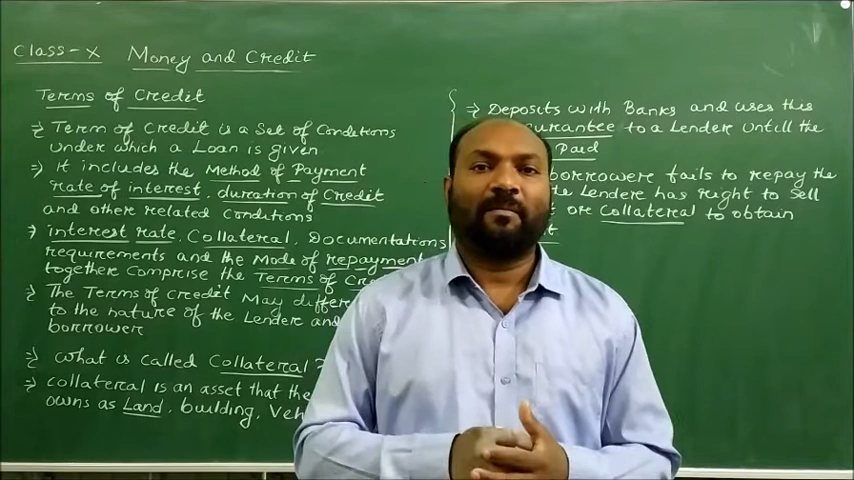 Class-X Money and Credit
Terms of Credit
⇒ Term of Credit is a Set of Conditions
under which a Loan is given
⇒ It includes the Method of Payment
rate of interest, duration of Credit
and other related Conditions
⇒ interest rate, Collateral, Documentation
requirements and the Mode of repayment
together Comprise the Terms of
⇒ The Terms of Credit May
to the nature of the Lender and
borrower
⇒ What is Called Collateral
⇒ Collateral is an asset that the
owns as Land, building,
⇒ Deposits with Banks and uses this
guarantee to a Lender Untill the
Paid
borrower fails to repay the
Lender has Right to Sell
or Collateral to obtain